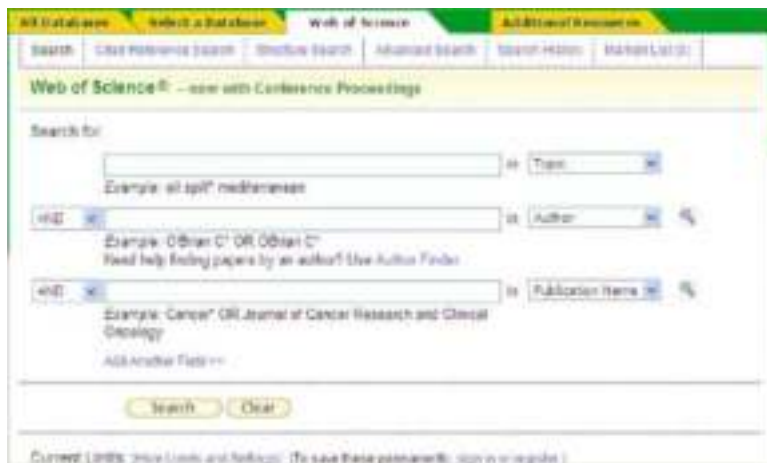 All Databases Select a Database Web of Science Additional Resources
Search Cited Reference Search Structure Search Advanced Search Search History Marked List (0)
Web of Science® – now with Conference Proceedings
Search for:
in Topic
Example: oil spill* mediterranean
AND in Author
Example: O'Brian C* OR OBrian C*
Need help finding papers by an author? Use Author Finder.
AND in Publication Name
Example: Cancer* OR Journal of Cancer Research and Clinical
Oncology
Add Another Field >>
Search Clear
Current Limits: (To save these permanently, sign in or register.)